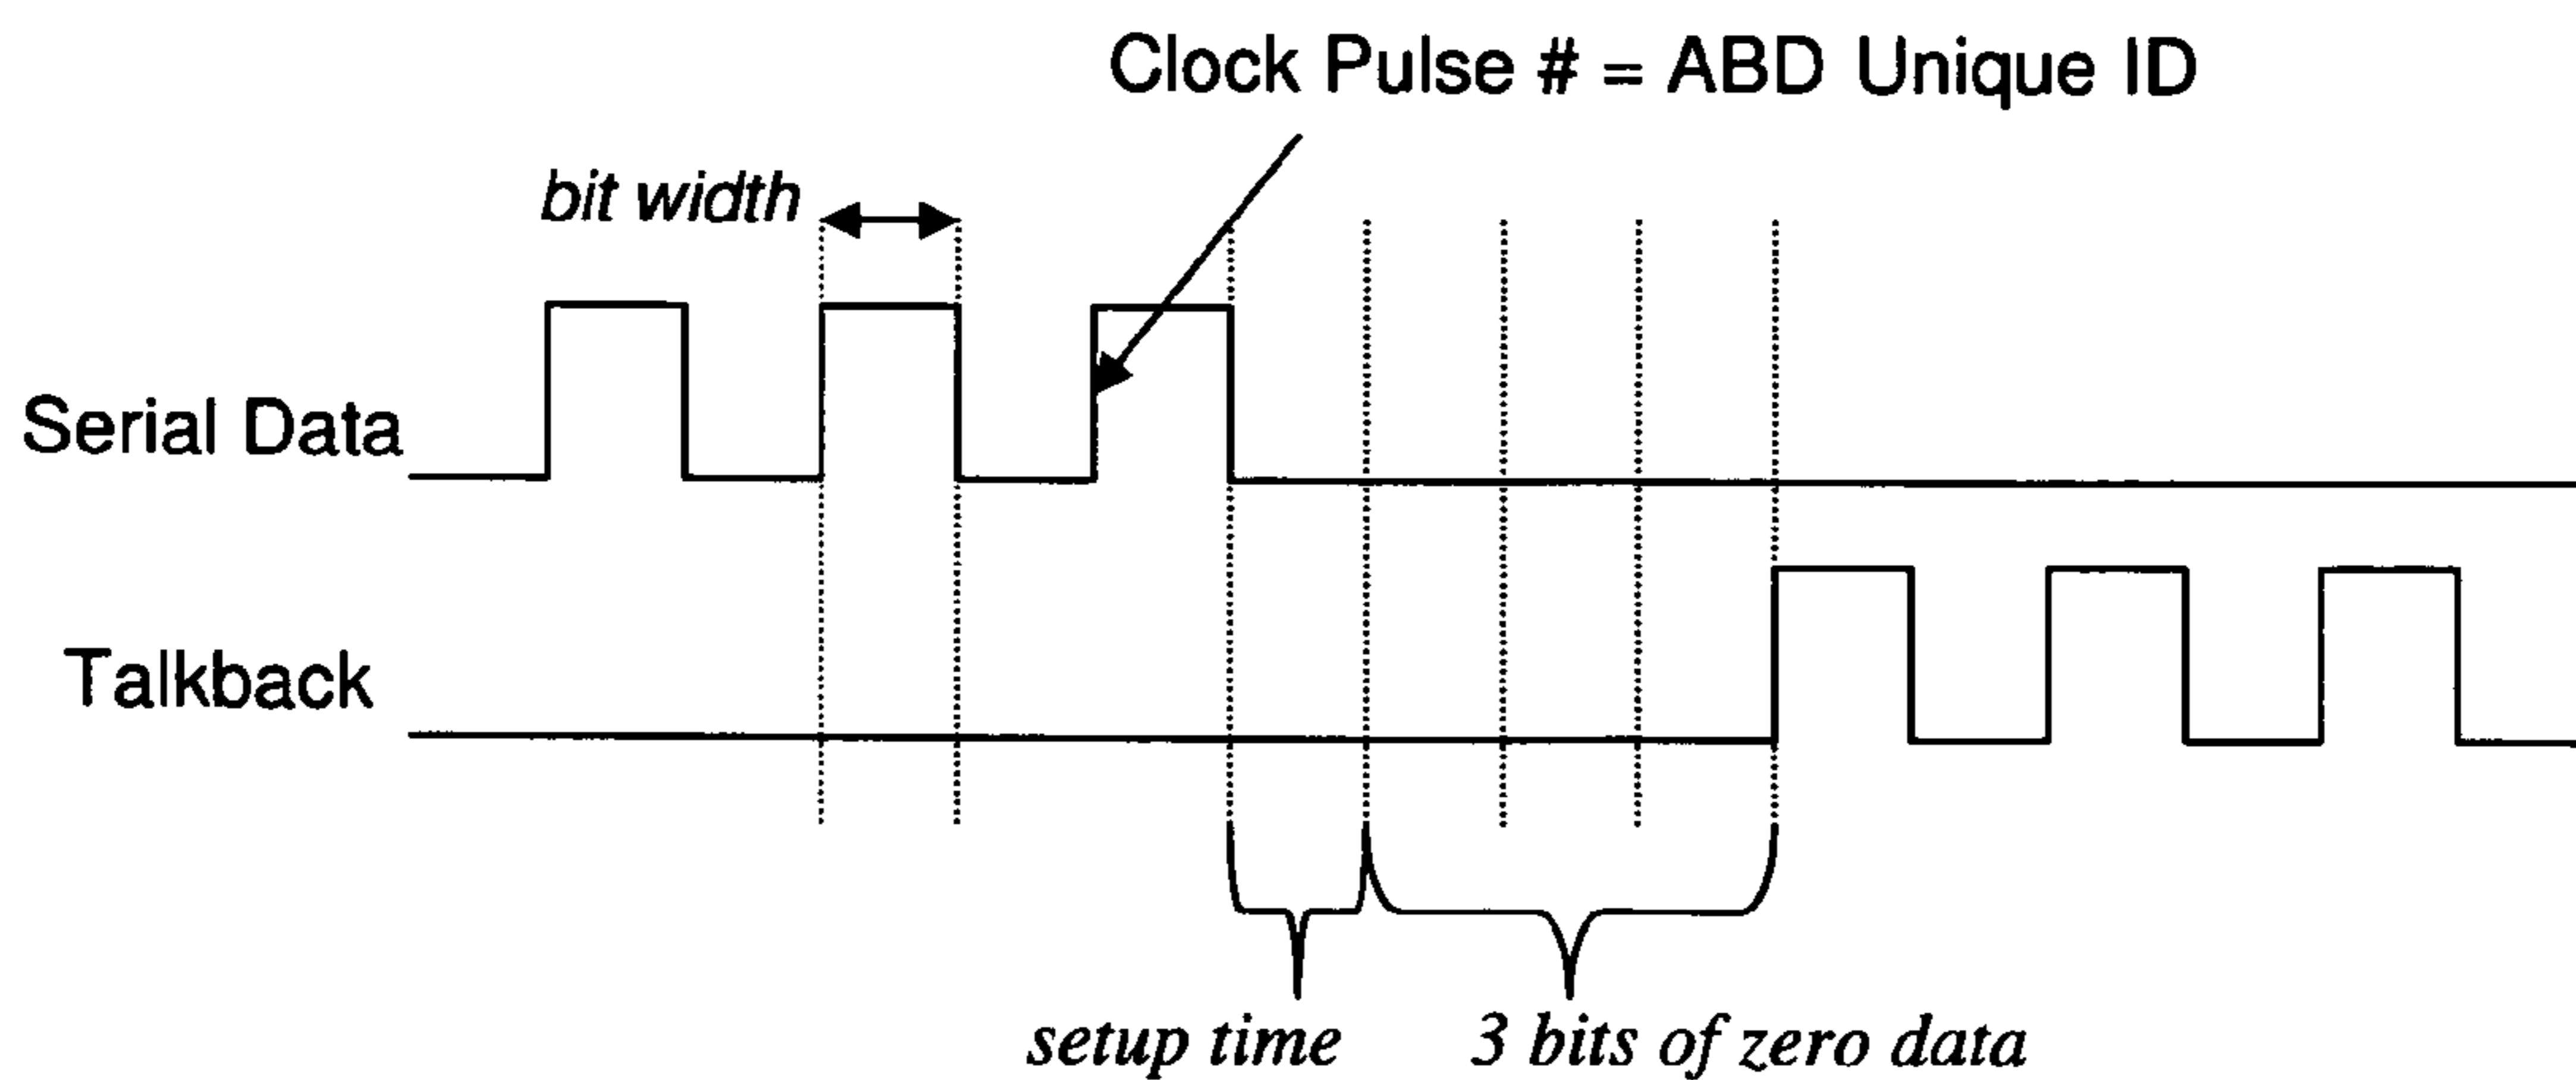 Clock Pulse # = ABD Unique ID
bit width
Serial Data
Talkback
setup time
3 bits of zero data